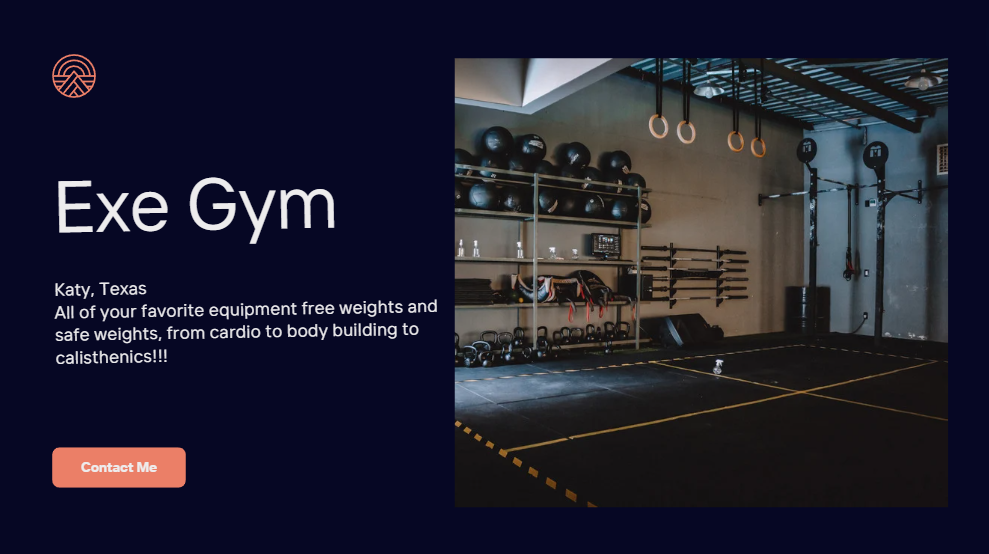 Exe Gym
Katy, Texas
All of your favorite equipment free weights and
safe weights, from cardio to body building to
calisthenics!!!
Contact Me